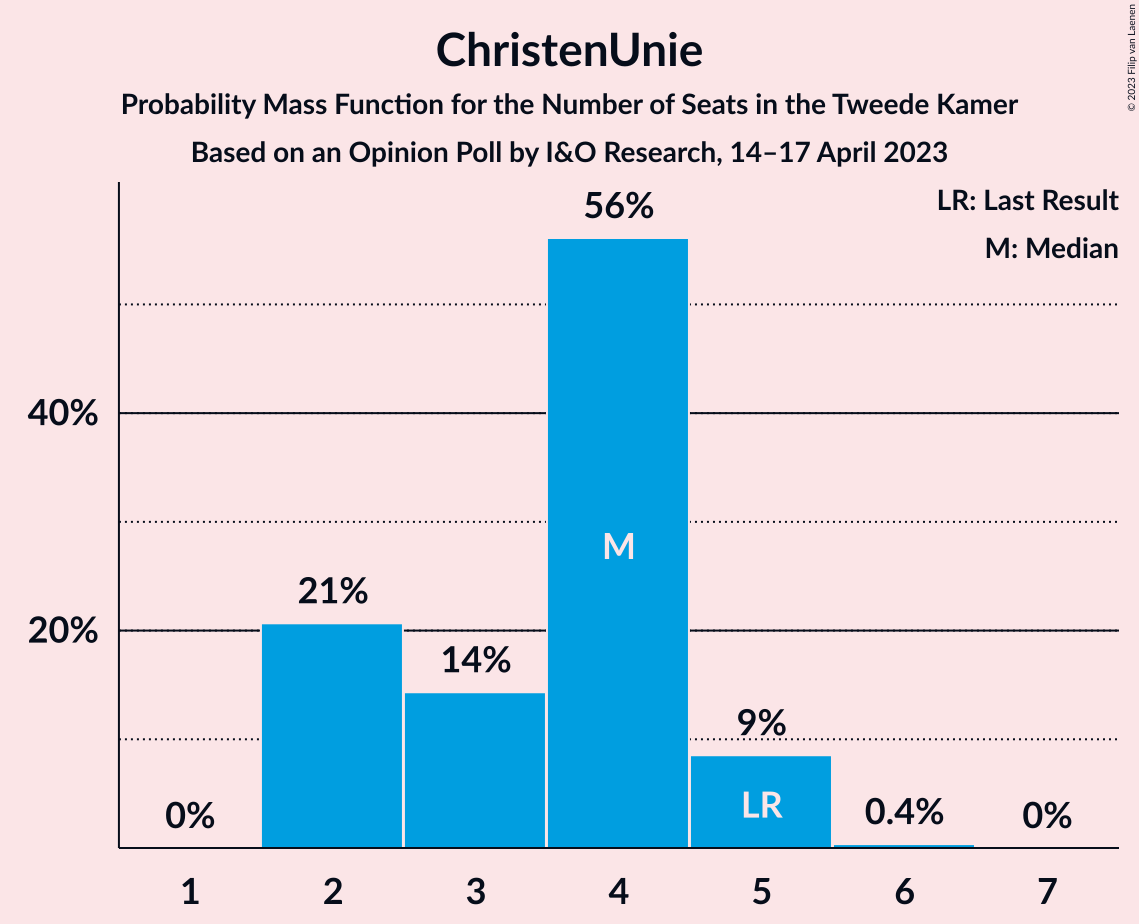 ChristenUnie
Probability Mass Function for the Number of Seats in the Tweede Kamer
Based on an Opinion Poll by I&O Research, 14–17 April 2023
© 2023 Filip van Laenen
LR: Last Result
M: Median
56%
40%
M
21%
20%
14%
9%
LR
0%
0.4%
0%
1 2 3 4 5 6 7